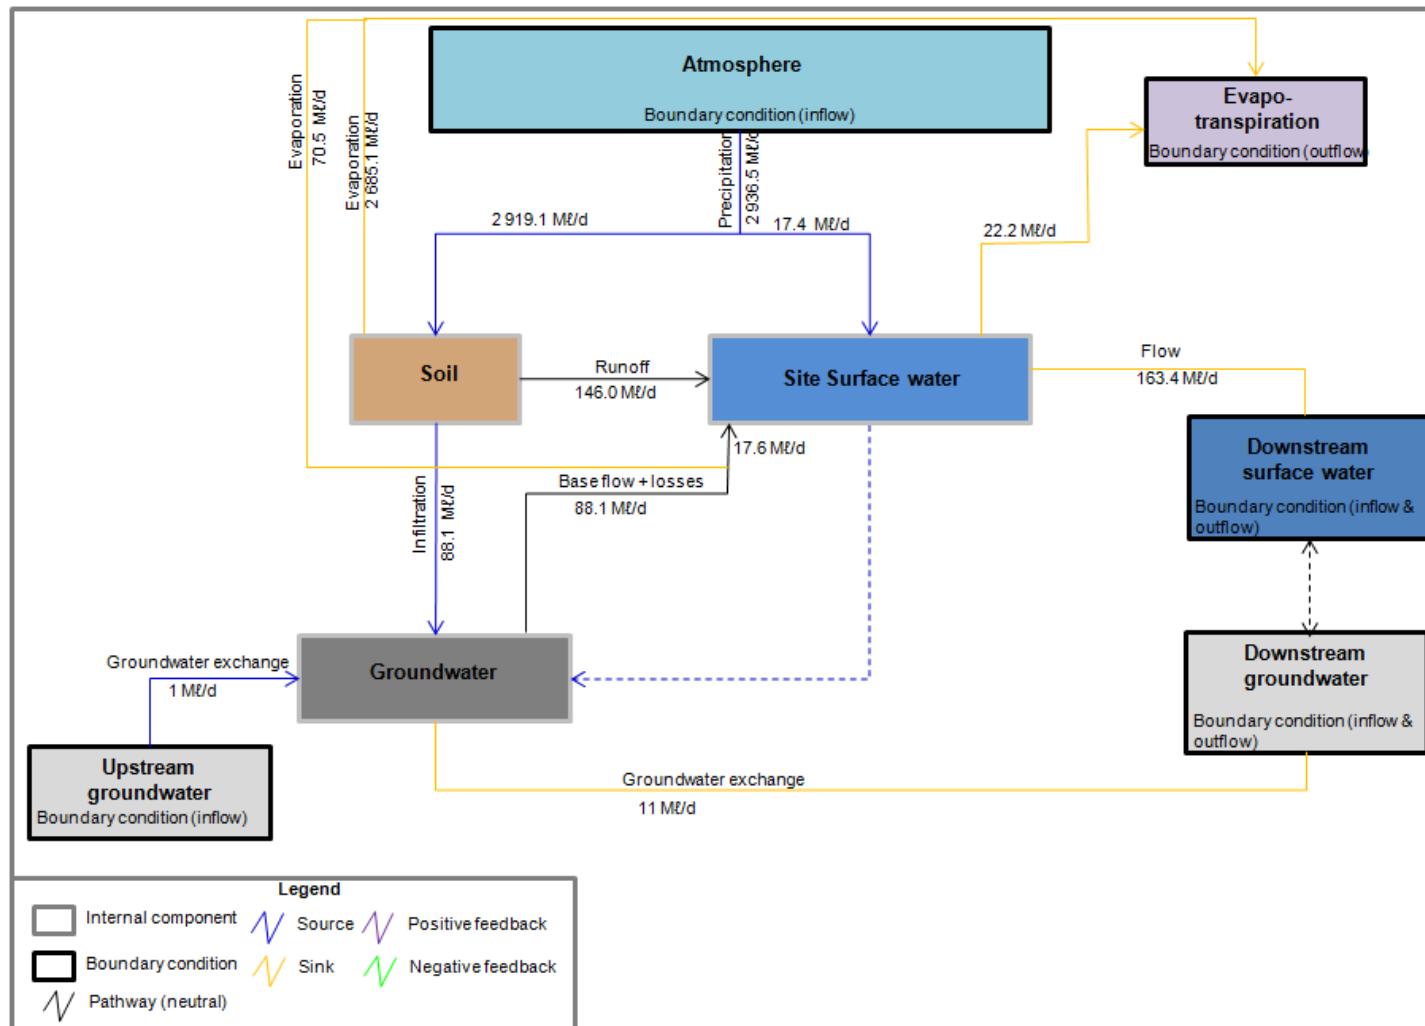 Atmosphere
Boundary condition (inflow)
Evapo-
transpiration
Boundary condition (outflow)
Evaporation
70.5 Mℓ/d
Evaporation
2 685.1 Mℓ/d
Precipitation
2 936.5 Mℓ/d
2 919.1 Mℓ/d
17.4 Mℓ/d
22.2 Mℓ/d
Soil
Runoff
146.0 Mℓ/d
Site Surface water
Flow
163.4 Mℓ/d
17.6 Mℓ/d
Base flow + losses
88.1 Mℓ/d
Infiltration
88.1 Mℓ/d
Downstream
surface water
Boundary condition (inflow &
outflow)
Groundwater exchange
1 Mℓ/d
Groundwater
Downstream
groundwater
Boundary condition (inflow &
outflow)
Upstream
groundwater
Boundary condition (inflow)
Groundwater exchange
11 Mℓ/d
Legend
Internal component
Source
Positive feedback
Boundary condition
Sink
Negative feedback
Pathway (neutral)